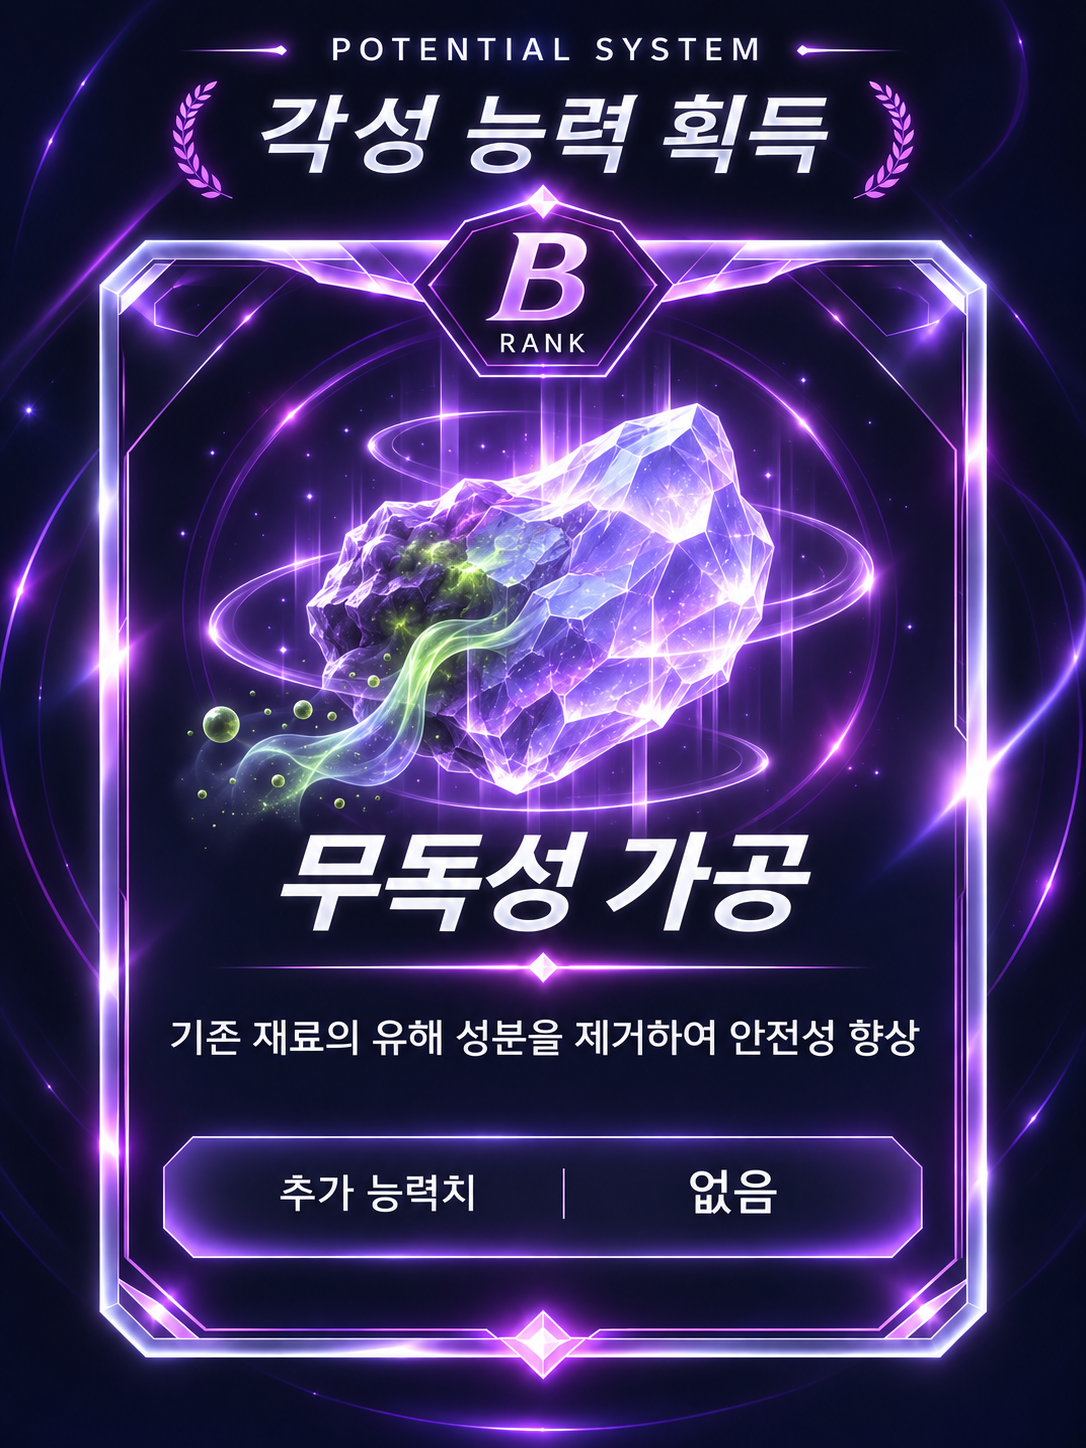 POTENTIAL SYSTEM
각성 능력 획득
B
RANK
무독성 가공
기존 재료의 유해 성분을 제거하여 안전성 향상
추가 능력치 없음